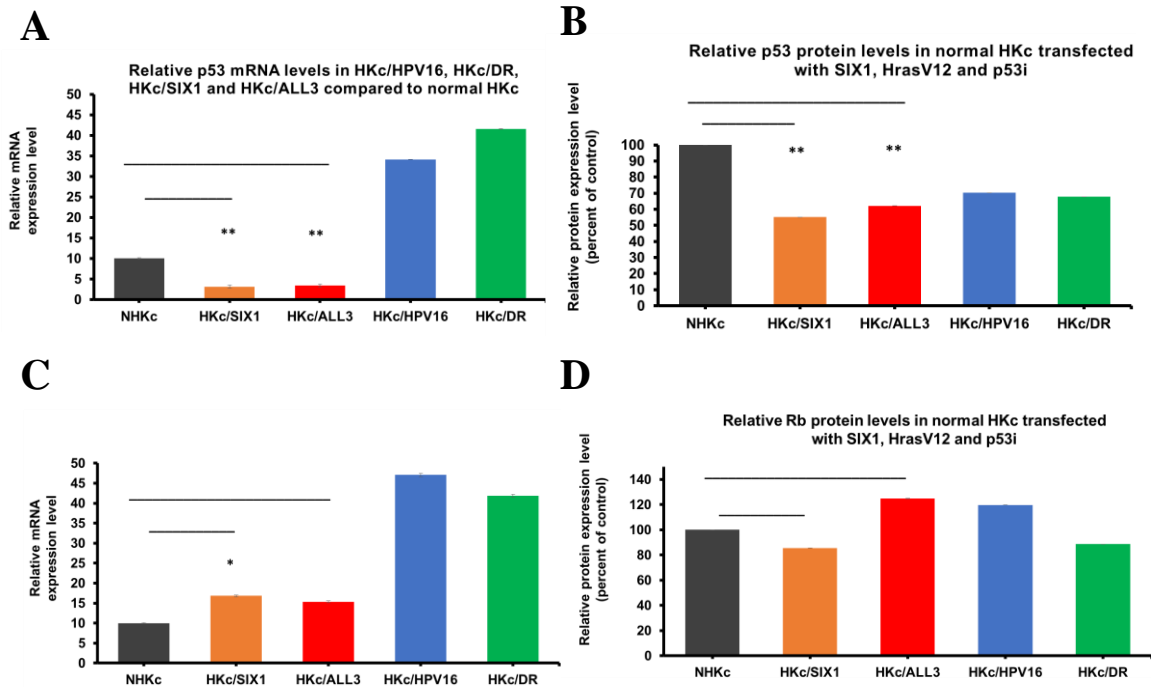 A
Relative p53 mRNA levels in HKc/HPV16, HKc/DR,
HKc/SIX1 and HKc/ALL3 compared to normal HKc
Relative mRNA
expression level
50
45
40
35
30
25
20
15
10
5
0
**
**
NHKc HKc/SIX1 HKc/ALL3 HKc/HPV16 HKc/DR
B
Relative p53 protein levels in normal HKc transfected
with SIX1, HrasV12 and p53i
Relative protein expression level
(percent of control)
100
90
80
70
60
50
40
30
20
10
0
**
**
NHKc HKc/SIX1 HKc/ALL3 HKc/HPV16 HKc/DR
C
Relative mRNA
expression level
50
45
40
35
30
25
20
15
10
5
0
*
NHKc HKc/SIX1 HKc/ALL3 HKc/HPV16 HKc/DR
D
Relative Rb protein levels in normal HKc transfected
with SIX1, HrasV12 and p53i
Relative protein expression level
(percent of control)
140
120
100
80
60
40
20
0
NHKc HKc/SIX1 HKc/ALL3 HKc/HPV16 HKc/DR